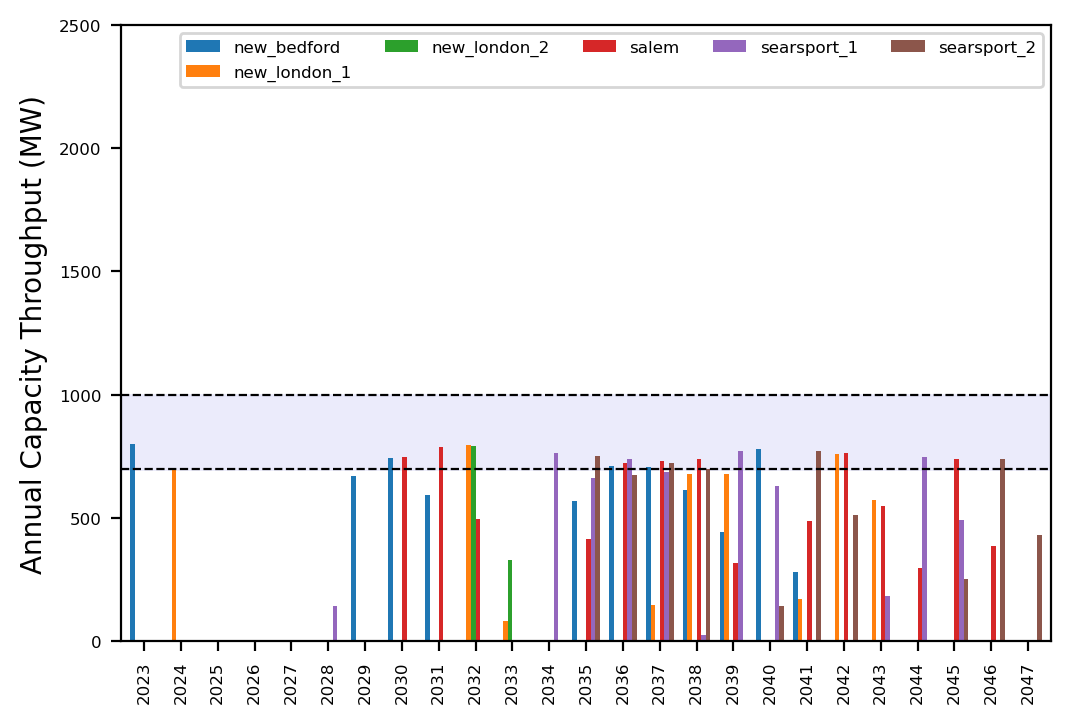 Annual Capacity Throughput (MW)
2500
2000
1500
1000
500
0
new_bedford new_london_2 salem searsport_1 searsport_2
new_london_1
2023 2024 2025 2026 2027 2028 2029 2030 2031 2032 2033 2034 2035 2036 2037 2038 2039 2040 2041 2042 2043 2044 2045 2046 2047